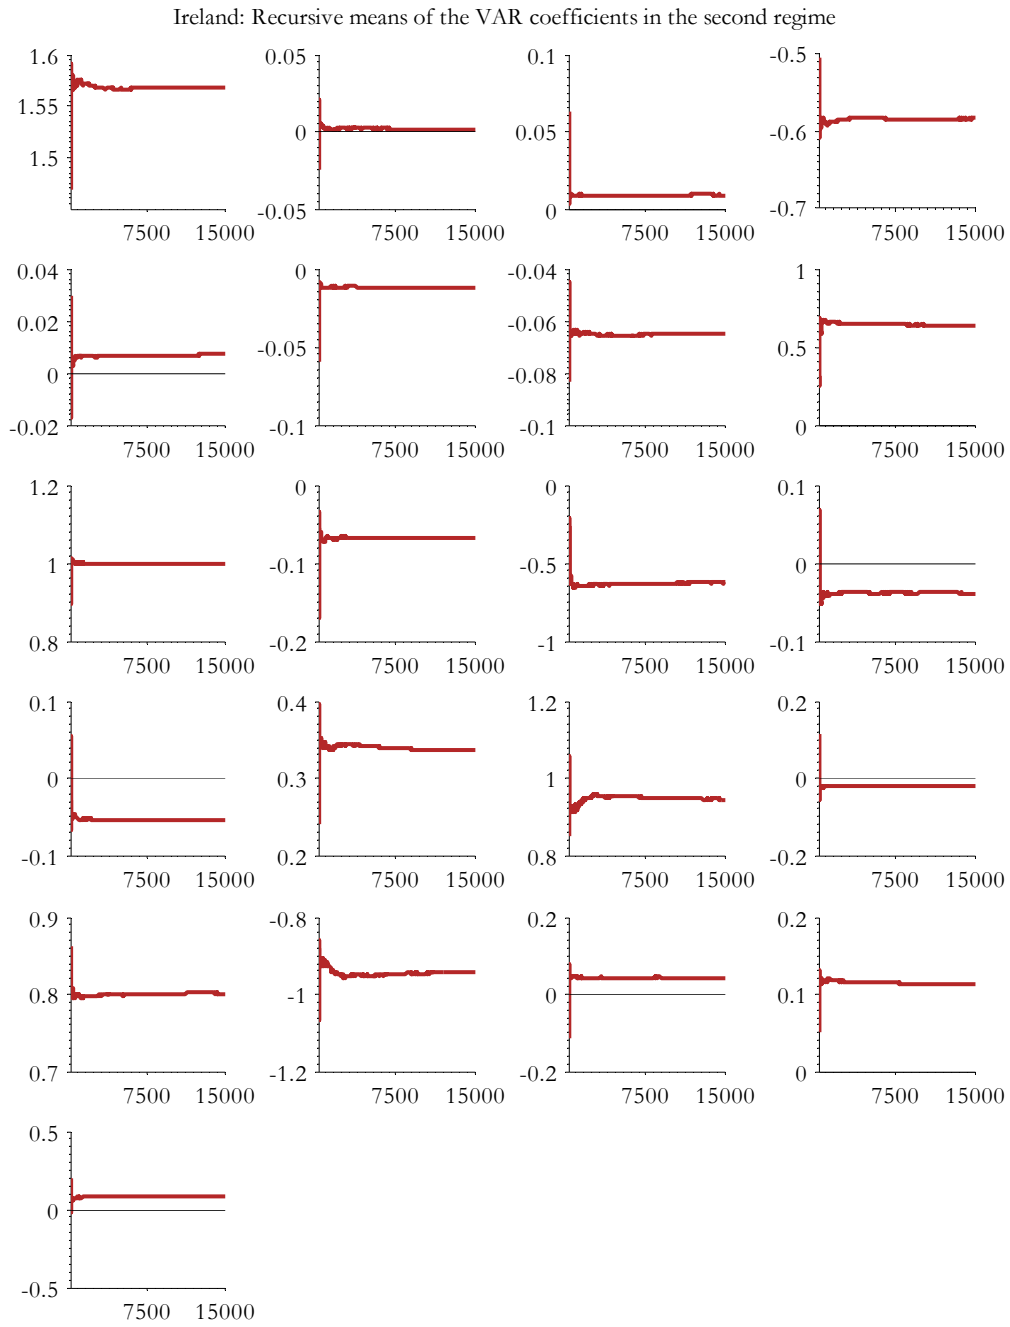 Ireland: Recursive means of the VAR coefficients in the second regime
1.6 0.05 0.1 -0.5
1.55 0 0.05 -0.6
1.5
-0.05 0 -0.7
7500 15000 7500 15000 7500 15000 7500 15000
0.04 0 -0.04 1
0.02 -0.06
-0.05 0.5
0 -0.08
-0.02 -0.1 -0.1 0
7500 15000 7500 15000 7500 15000 7500 15000
1.2 0 0 0.1
1 -0.1 -0.5 0
0.8 -0.2 -1 -0.1
7500 15000 7500 15000 7500 15000 7500 15000
0.1 0.4 1.2 0.2
0 0.3 1 0
-0.1 0.2 0.8 -0.2
7500 15000 7500 15000 7500 15000 7500 15000
0.9 -0.8 0.2 0.2
0.8 -1 0 0.1
0.7 -1.2 -0.2 0
7500 15000 7500 15000 7500 15000 7500 15000
0.5
0
-0.5
7500 15000